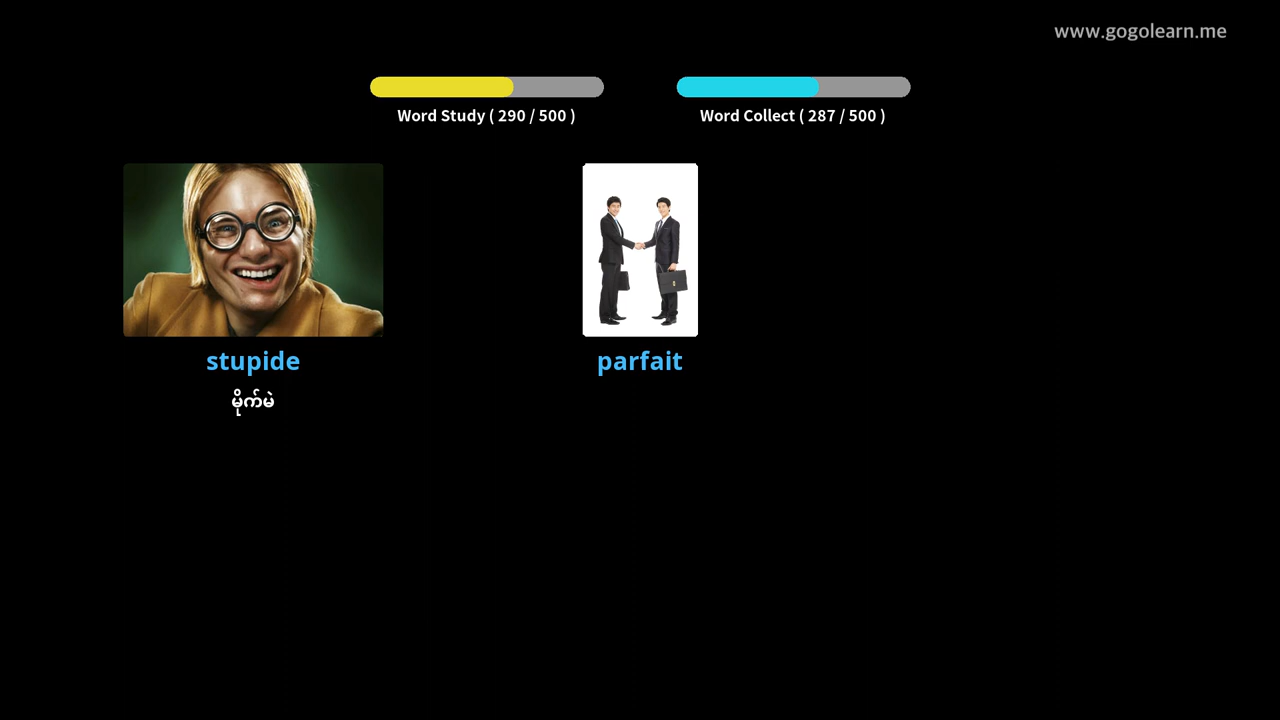 www.gogolearn.me
Word Study ( 290 / 500 )
Word Collect ( 287 / 500 )
stupide
parfait
မိုက်မဲ